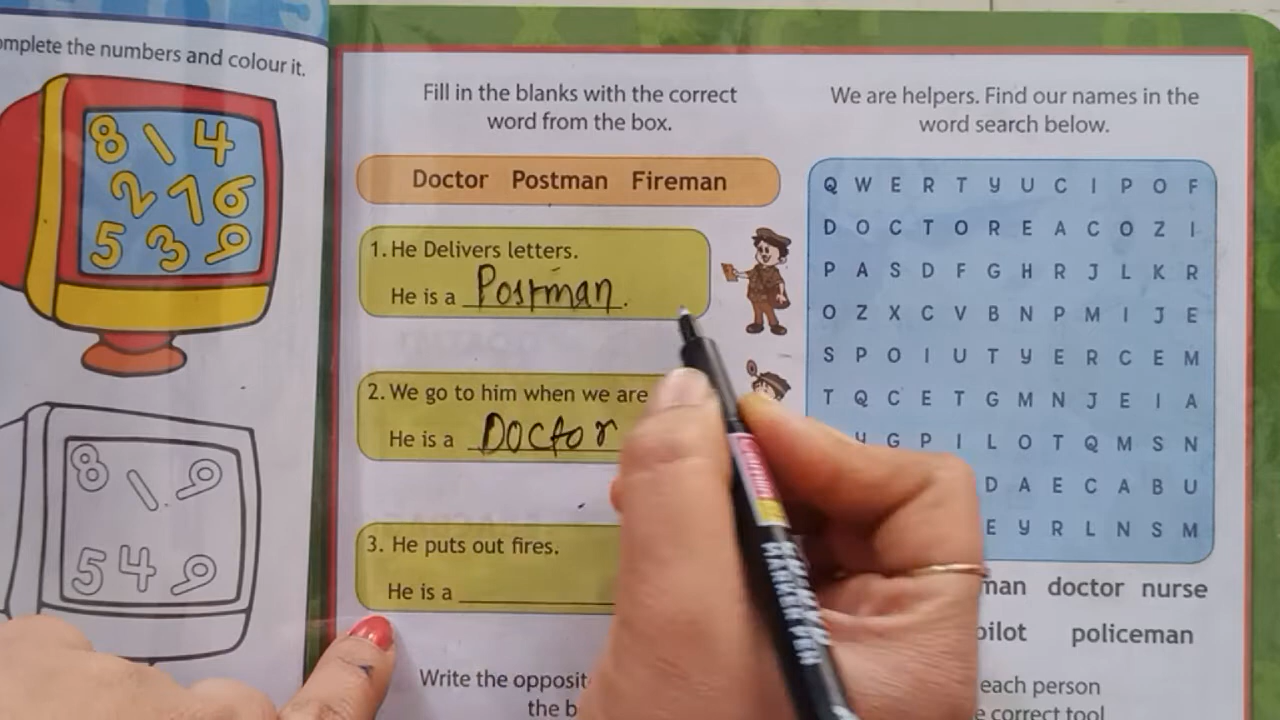 omplete the numbers and colour it.
8 1 4
2 7 6
5 3 9
8 1 9
5 4 9
Fill in the blanks with the correct
word from the box.
Doctor Postman Fireman
1. He Delivers letters.
He is a Postman.
2. We go to him when we are
He is a Doctor
3. He puts out fires.
He is a
Write the opposit
the b
We are helpers. Find our names in the
word search below.
Q W E R T Y U C I P O F
D O C T O R E A C O Z I
P A S D F G H R J L K R
O Z X C V B N P M I J E
S P O I U T Y E R C E M
T Q C E T G M N J E I A
G P I L O T Q M S N
D A E C A B U
E Y R L N S M
man doctor nurse
pilot policeman
each person
e correct tool